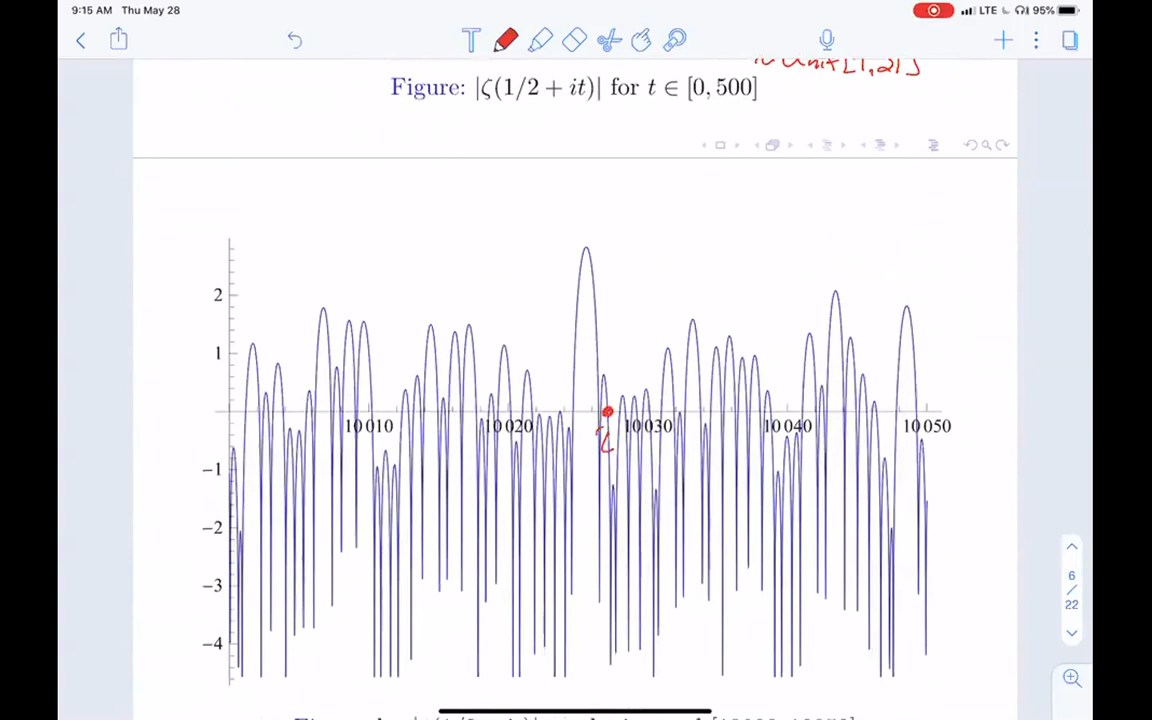 9:15 AM Thu May 28
LTE 95%
T
Figure: |ζ(1/2 + it)| for t ∈ [0, 500]
2
1
10 010 10 020 10 030 10 040 10 050
τ
−1
−2
−3
−4
6
/
22